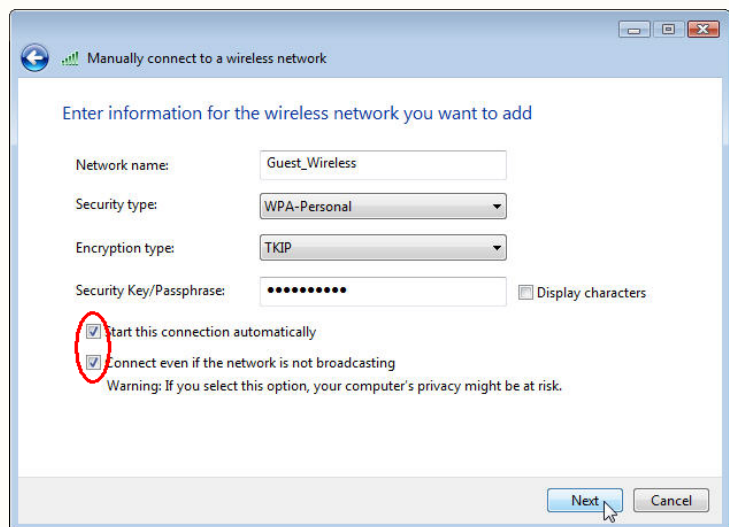 Manually connect to a wireless network
Enter information for the wireless network you want to add
Network name: Guest_Wireless
Security type: WPA-Personal
Encryption type: TKIP
Security Key/Passphrase: •••••••••• Display characters
Start this connection automatically
Connect even if the network is not broadcasting
Warning: If you select this option, your computer's privacy might be at risk.
Next Cancel